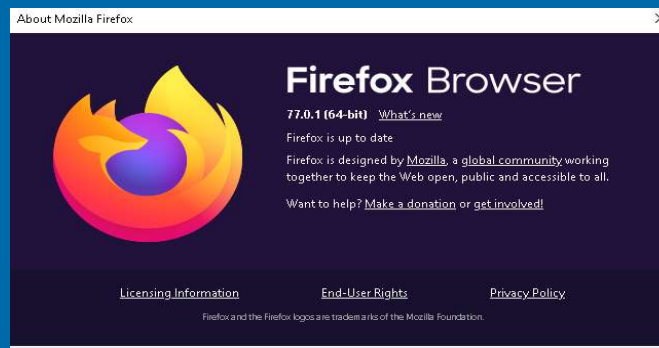 About Mozilla Firefox
Firefox Browser
77.0.1 (64-bit) What's new
Firefox is up to date
Firefox is designed by Mozilla, a global community working
together to keep the Web open, public and accessible to all.
Want to help? Make a donation or get involved!
Licensing Information End-User Rights Privacy Policy
Firefox and the Firefox logos are trademarks of the Mozilla Foundation.